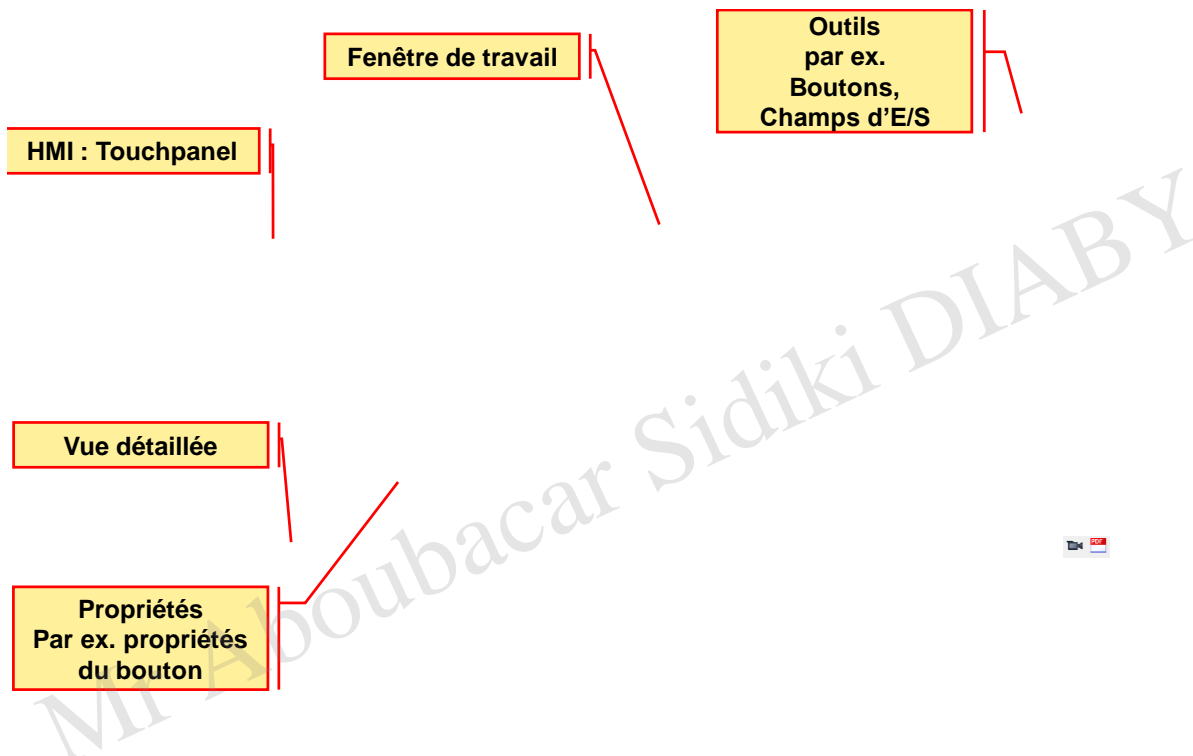 Outils
par ex.
Boutons,
Champs d'E/S
Fenêtre de travail
HMI : Touchpanel
Vue détaillée
Propriétés
Par ex. propriétés
du bouton
Mr Aboubacar Sidiki DIABY
PDF